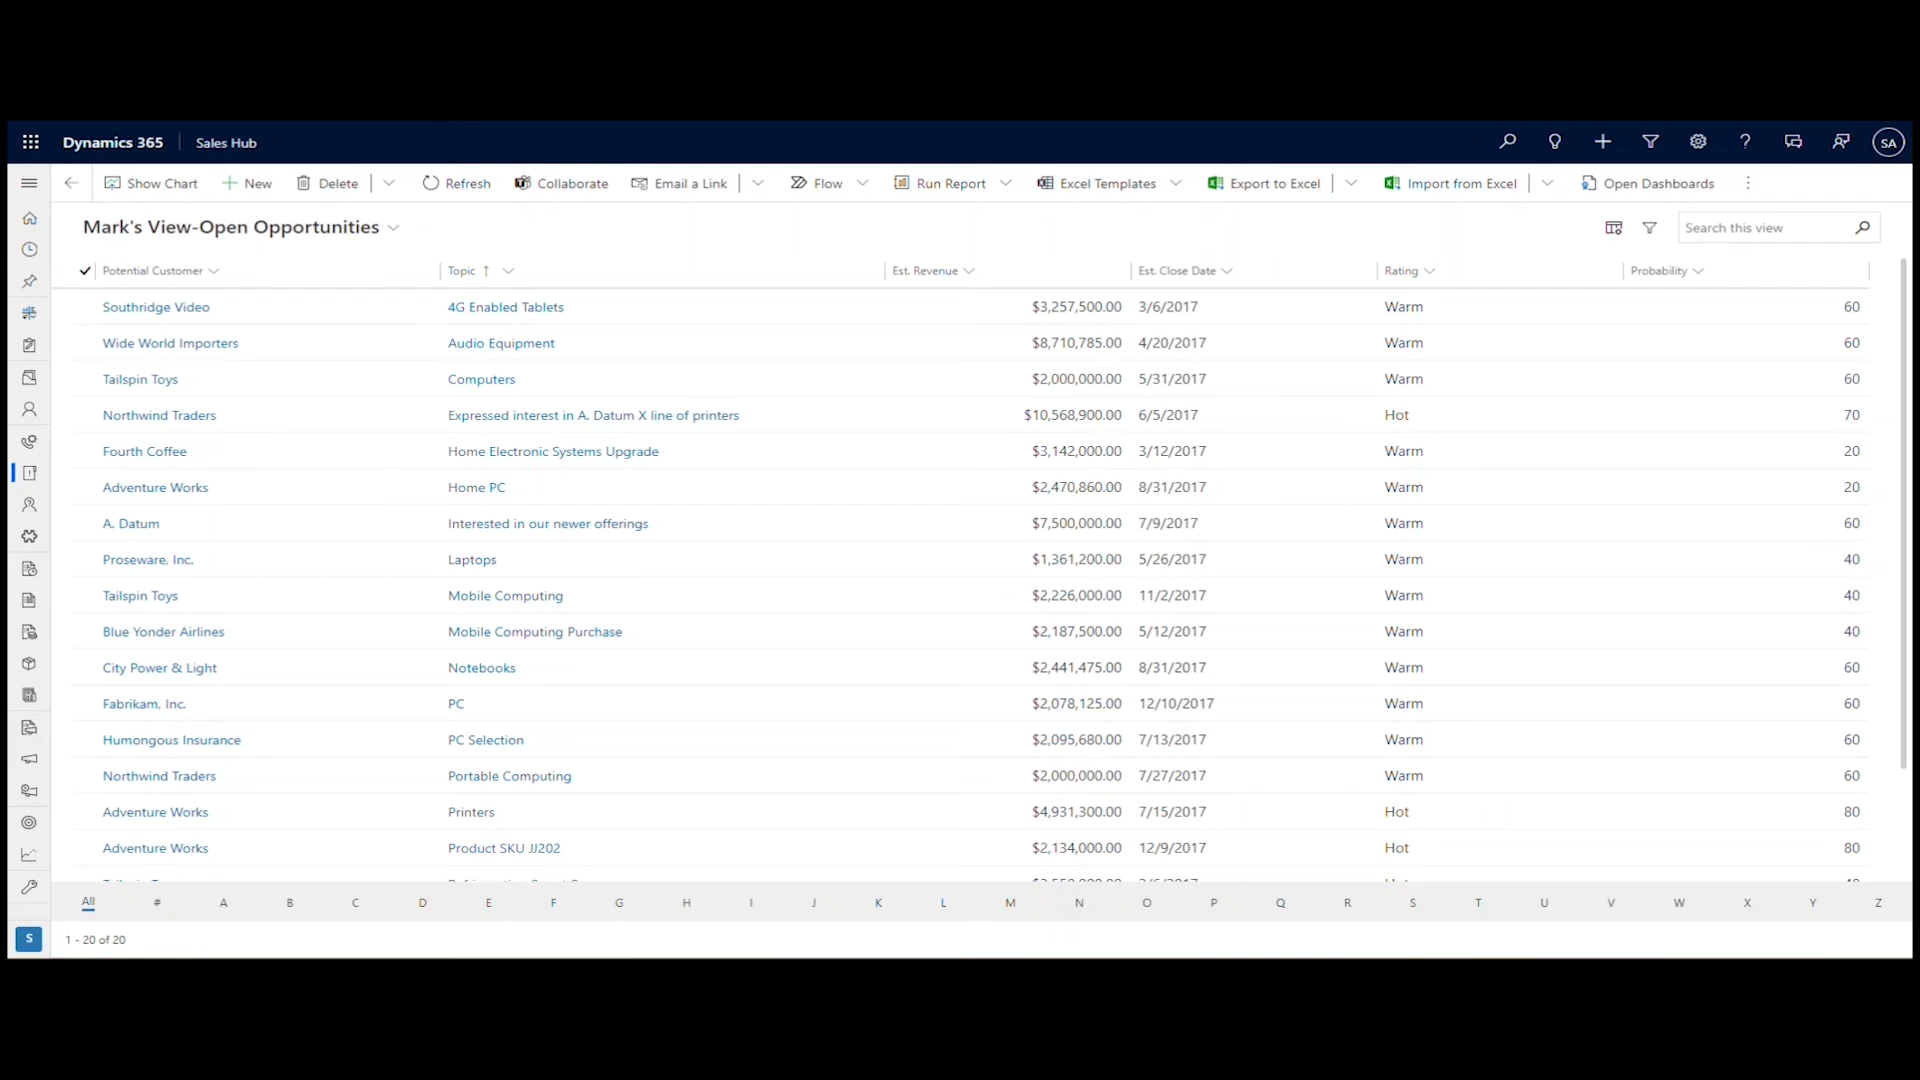 Dynamics 365 Sales Hub SA
Show Chart New Delete Refresh Collaborate Email a Link Flow Run Report Excel Templates Export to Excel Import from Excel Open Dashboards
Mark's View-Open Opportunities Search this view
Potential Customer Topic Est. Revenue Est. Close Date Rating Probability
Southridge Video 4G Enabled Tablets $3,257,500.00 3/6/2017 Warm 60
Wide World Importers Audio Equipment $8,710,785.00 4/20/2017 Warm 60
Tailspin Toys Computers $2,000,000.00 5/31/2017 Warm 60
Northwind Traders Expressed interest in A. Datum X line of printers $10,568,900.00 6/5/2017 Hot 70
Fourth Coffee Home Electronic Systems Upgrade $3,142,000.00 3/12/2017 Warm 20
Adventure Works Home PC $2,470,860.00 8/31/2017 Warm 20
A. Datum Interested in our newer offerings $7,500,000.00 7/9/2017 Warm 60
Proseware, Inc. Laptops $1,361,200.00 5/26/2017 Warm 40
Tailspin Toys Mobile Computing $2,226,000.00 11/2/2017 Warm 40
Blue Yonder Airlines Mobile Computing Purchase $2,187,500.00 5/12/2017 Warm 40
City Power & Light Notebooks $2,441,475.00 8/31/2017 Warm 60
Fabrikam, Inc. PC $2,078,125.00 12/10/2017 Warm 60
Humongous Insurance PC Selection $2,095,680.00 7/13/2017 Warm 60
Northwind Traders Portable Computing $2,000,000.00 7/27/2017 Warm 60
Adventure Works Printers $4,931,300.00 7/15/2017 Hot 80
Adventure Works Product SKU JJ202 $2,134,000.00 12/9/2017 Hot 80
All # A B C D E F G H I J K L M N O P Q R S T U V W X Y Z
S 1 - 20 of 20